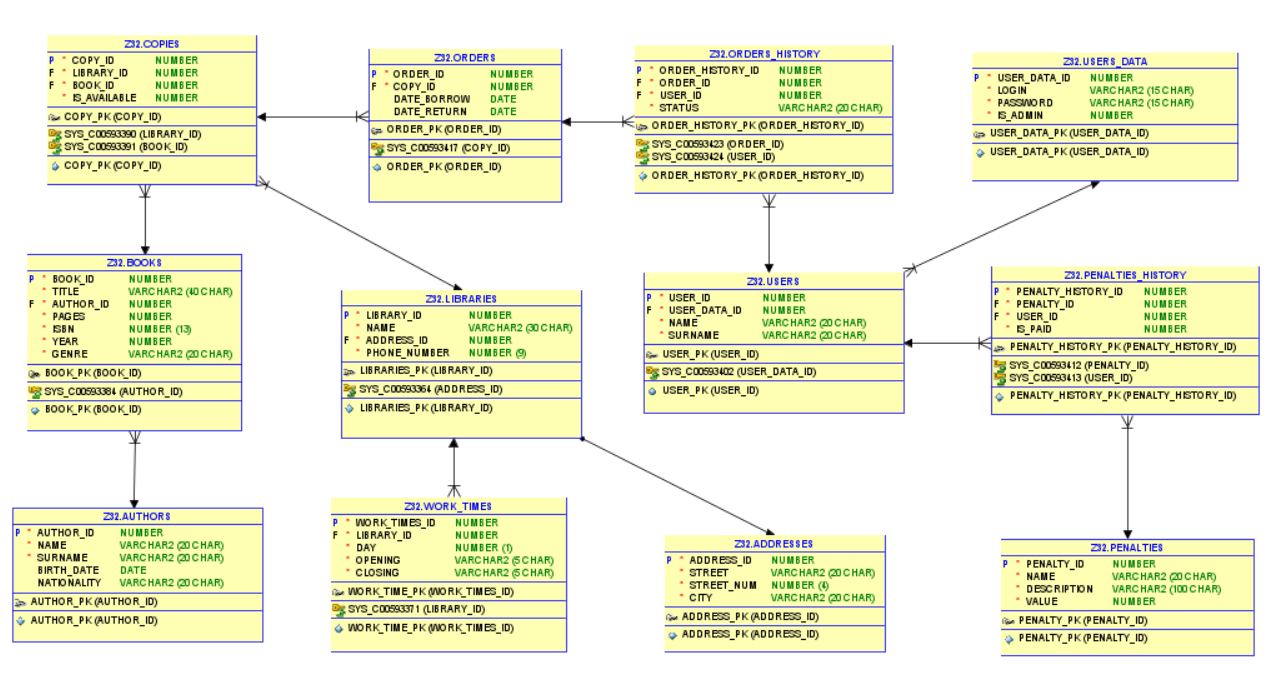 Z32.COPIES
P * COPY_ID NUMBER
F * LIBRARY_ID NUMBER
F * BOOK_ID NUMBER
* IS_AVAILABLE NUMBER
COPY_PK (COPY_ID)
SYS_C00593390 (LIBRARY_ID)
SYS_C00593391 (BOOK_ID)
COPY_PK (COPY_ID)
Z32.ORDERS
P * ORDER_ID NUMBER
F * COPY_ID NUMBER
DATE_BORROW DATE
DATE_RETURN DATE
ORDER_PK (ORDER_ID)
SYS_C00593417 (COPY_ID)
ORDER_PK (ORDER_ID)
Z32.ORDERS_HISTORY
P * ORDER_HISTORY_ID NUMBER
F * ORDER_ID NUMBER
F * USER_ID NUMBER
* STATUS VARCHAR2 (20 CHAR)
ORDER_HISTORY_PK (ORDER_HISTORY_ID)
SYS_C00593423 (ORDER_ID)
SYS_C00593424 (USER_ID)
ORDER_HISTORY_PK (ORDER_HISTORY_ID)
Z32.USERS_DATA
P * USER_DATA_ID NUMBER
* LOGIN VARCHAR2 (15 CHAR)
* PASSWORD VARCHAR2 (15 CHAR)
* IS_ADMIN NUMBER
USER_DATA_PK (USER_DATA_ID)
USER_DATA_PK (USER_DATA_ID)
Z32.BOOKS
P * BOOK_ID NUMBER
* TITLE VARCHAR2 (40 CHAR)
F * AUTHOR_ID NUMBER
* PAGES NUMBER
* ISBN NUMBER (13)
* YEAR NUMBER
* GENRE VARCHAR2 (20 CHAR)
BOOK_PK (BOOK_ID)
SYS_C00593384 (AUTHOR_ID)
BOOK_PK (BOOK_ID)
Z32.LIBRARIES
P * LIBRARY_ID NUMBER
* NAME VARCHAR2 (30 CHAR)
F * ADDRESS_ID NUMBER
* PHONE_NUMBER NUMBER (9)
LIBRARIES_PK (LIBRARY_ID)
SYS_C00593364 (ADDRESS_ID)
LIBRARIES_PK (LIBRARY_ID)
Z32.USERS
P * USER_ID NUMBER
F * USER_DATA_ID NUMBER
* NAME VARCHAR2 (20 CHAR)
* SURNAME VARCHAR2 (20 CHAR)
USER_PK (USER_ID)
SYS_C00593402 (USER_DATA_ID)
USER_PK (USER_ID)
Z32.PENALTIES_HISTORY
P * PENALTY_HISTORY_ID NUMBER
F * PENALTY_ID NUMBER
F * USER_ID NUMBER
* IS_PAID NUMBER
PENALTY_HISTORY_PK (PENALTY_HISTORY_ID)
SYS_C00593412 (PENALTY_ID)
SYS_C00593413 (USER_ID)
PENALTY_HISTORY_PK (PENALTY_HISTORY_ID)
Z32.AUTHORS
P * AUTHOR_ID NUMBER
* NAME VARCHAR2 (20 CHAR)
* SURNAME VARCHAR2 (20 CHAR)
BIRTH_DATE DATE
NATIONALITY VARCHAR2 (20 CHAR)
AUTHOR_PK (AUTHOR_ID)
AUTHOR_PK (AUTHOR_ID)
Z32.WORK_TIMES
P * WORK_TIMES_ID NUMBER
F * LIBRARY_ID NUMBER
* DAY NUMBER (1)
* OPENING VARCHAR2 (5 CHAR)
* CLOSING VARCHAR2 (5 CHAR)
WORK_TIME_PK (WORK_TIMES_ID)
SYS_C00593371 (LIBRARY_ID)
WORK_TIME_PK (WORK_TIMES_ID)
Z32.ADDRESSES
P * ADDRESS_ID NUMBER
* STREET VARCHAR2 (20 CHAR)
* STREET_NUM NUMBER (4)
* CITY VARCHAR2 (20 CHAR)
ADDRESS_PK (ADDRESS_ID)
ADDRESS_PK (ADDRESS_ID)
Z32.PENALTIES
P * PENALTY_ID NUMBER
* NAME VARCHAR2 (20 CHAR)
* DESCRIPTION VARCHAR2 (100 CHAR)
* VALUE NUMBER
PENALTY_PK (PENALTY_ID)
PENALTY_PK (PENALTY_ID)